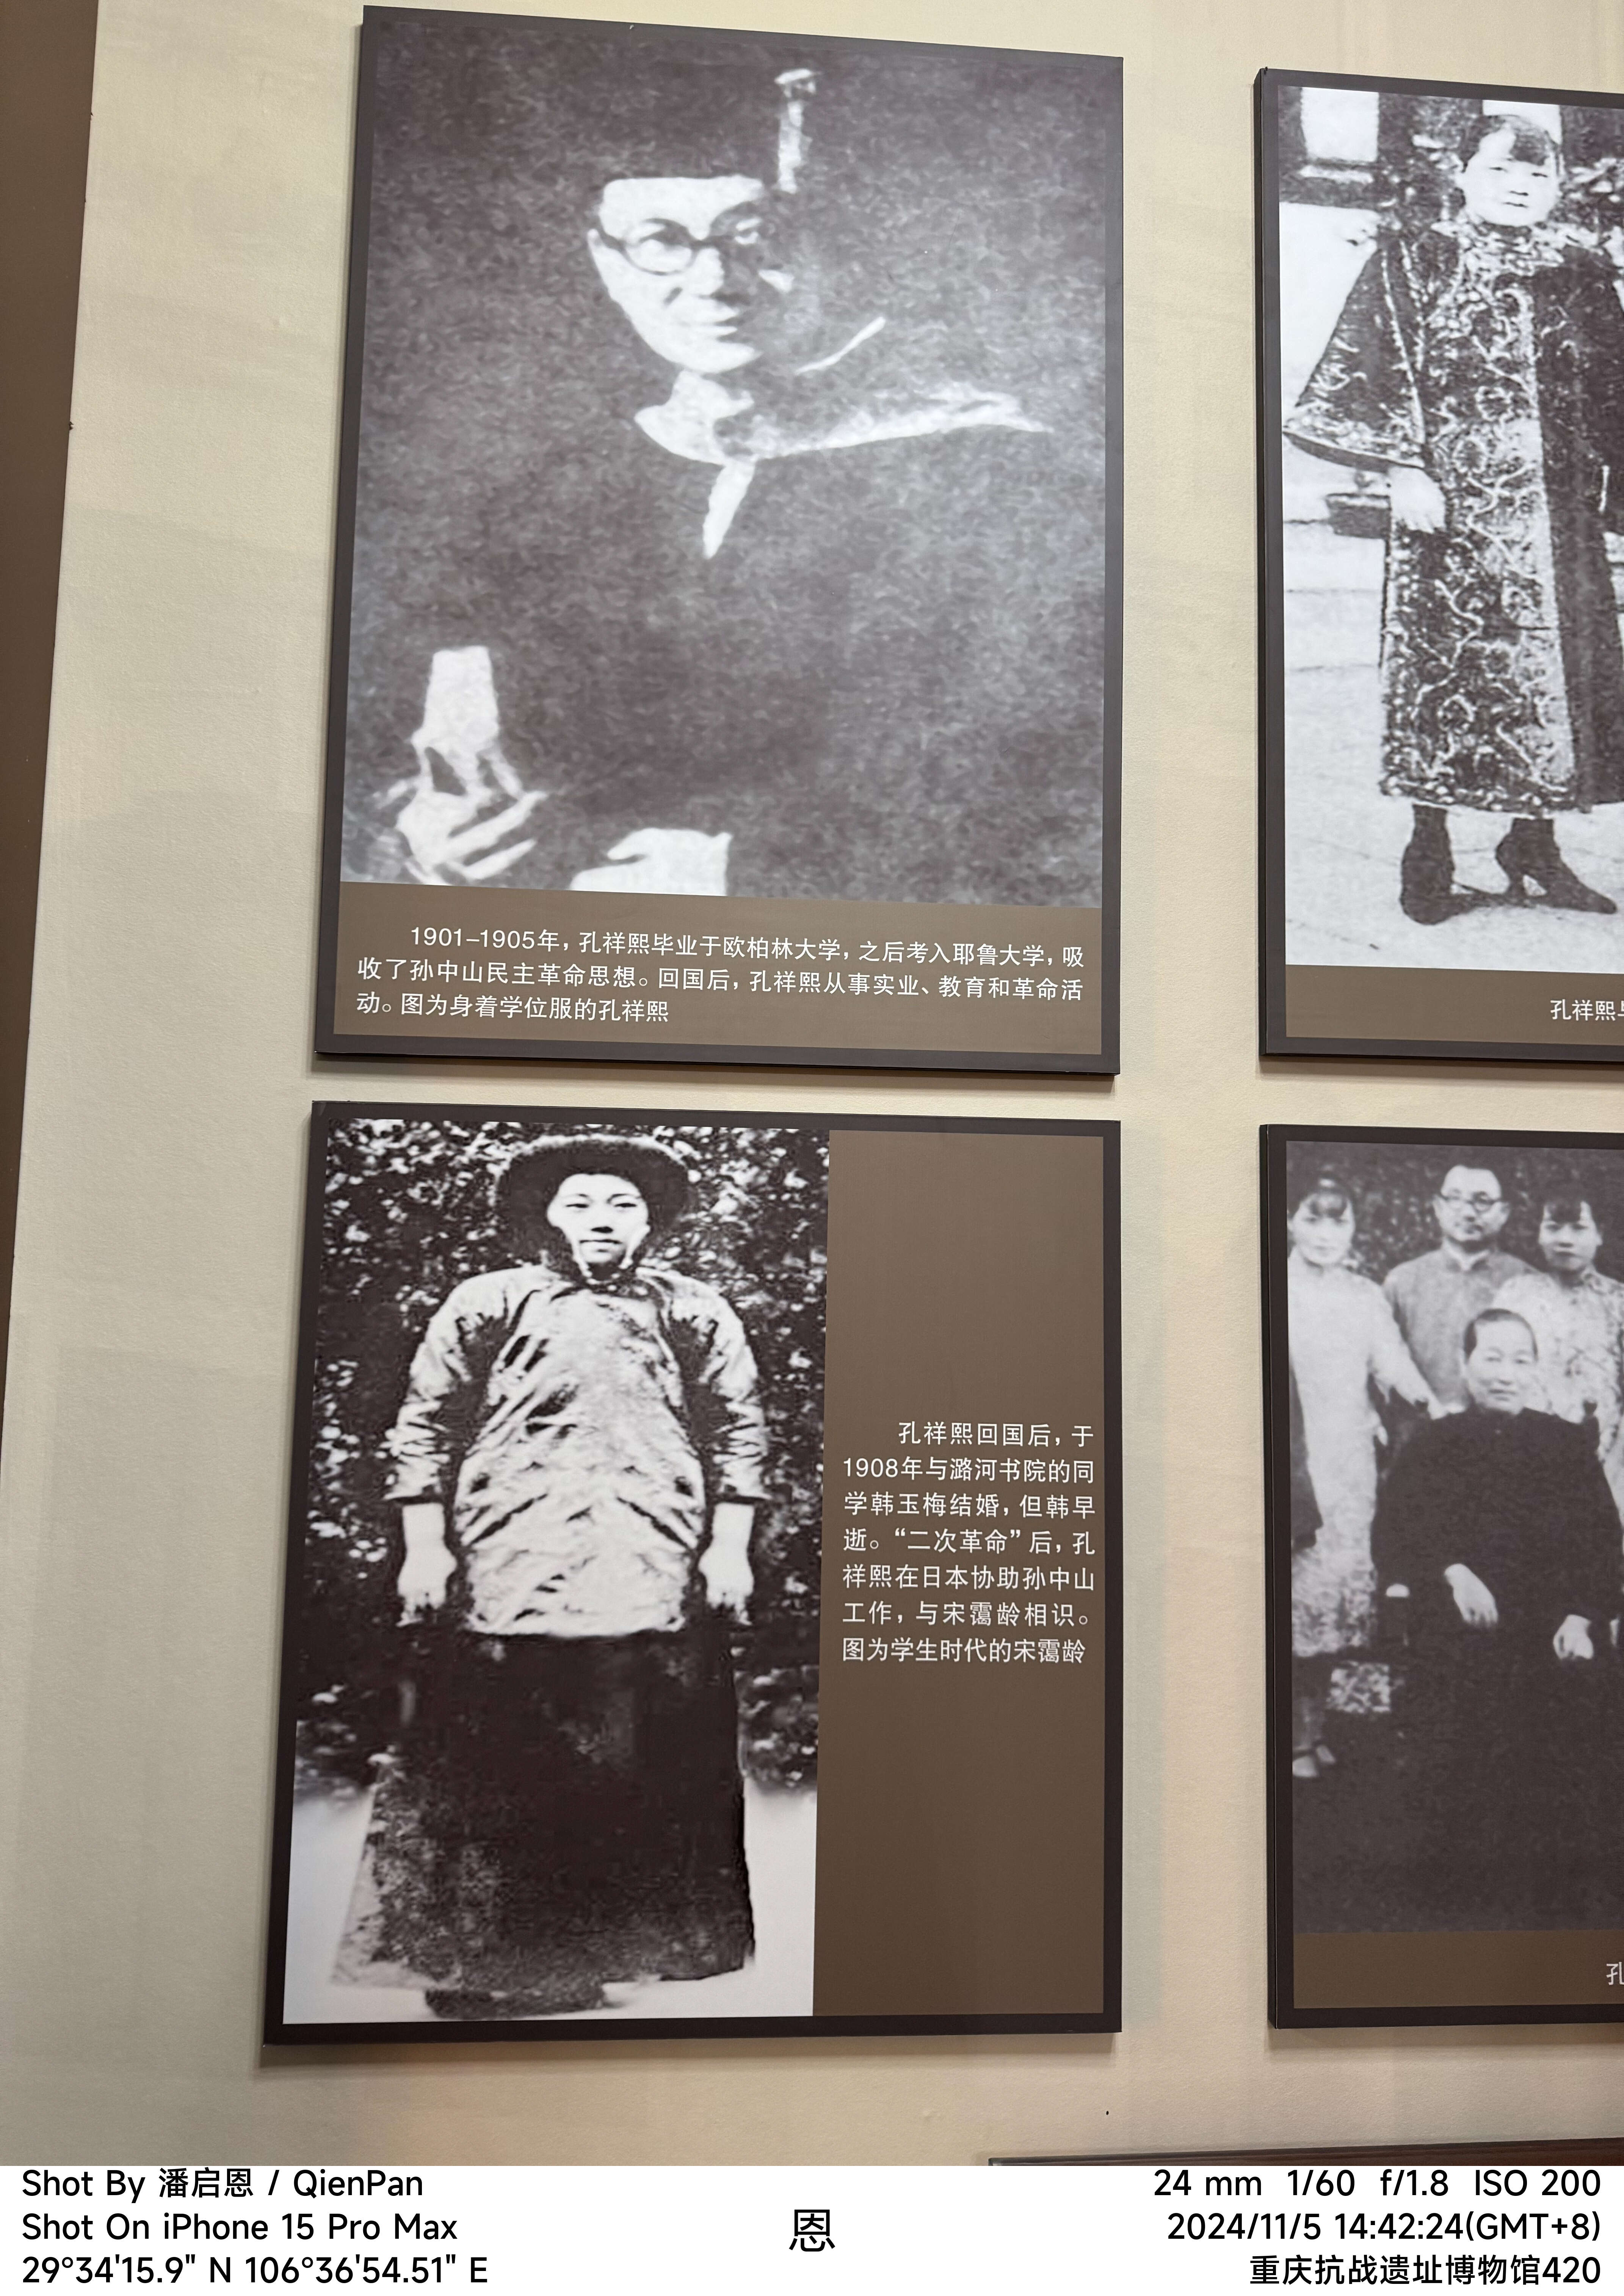 1901–1905年，孔祥熙毕业于欧柏林大学，之后考入耶鲁大学，吸
收了孙中山民主革命思想。回国后，孔祥熙从事实业、教育和革命活
动。图为身着学位服的孔祥熙
孔祥熙与
孔祥熙回国后，于
1908年与潞河书院的同
学韩玉梅结婚，但韩早
逝。“二次革命”后，孔
祥熙在日本协助孙中山
工作，与宋霭龄相识。
图为学生时代的宋霭龄
孔
Shot By 潘启恩 / QienPan
Shot On iPhone 15 Pro Max
29°34'15.9" N 106°36'54.51" E
恩
24 mm 1/60 f/1.8 ISO 200
2024/11/5 14:42:24(GMT+8)
重庆抗战遗址博物馆420